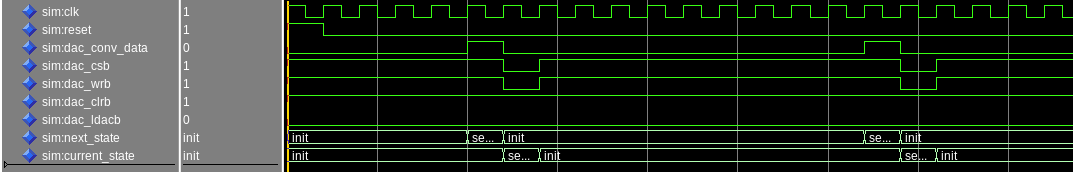 sim:clk 1
sim:reset 1
sim:dac_conv_data 0
sim:dac_csb 1
sim:dac_wrb 1
sim:dac_clrb 1
sim:dac_ldacb 0
sim:next_state init init se... init se... init
sim:current_state init init se... init se... init